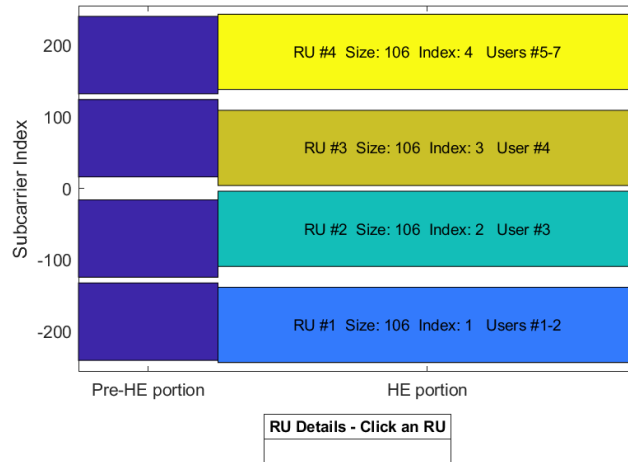 200
100
0
-100
-200
Subcarrier Index
RU #4 Size: 106 Index: 4 Users #5-7
RU #3 Size: 106 Index: 3 User #4
RU #2 Size: 106 Index: 2 User #3
RU #1 Size: 106 Index: 1 Users #1-2
Pre-HE portion
HE portion
RU Details - Click an RU